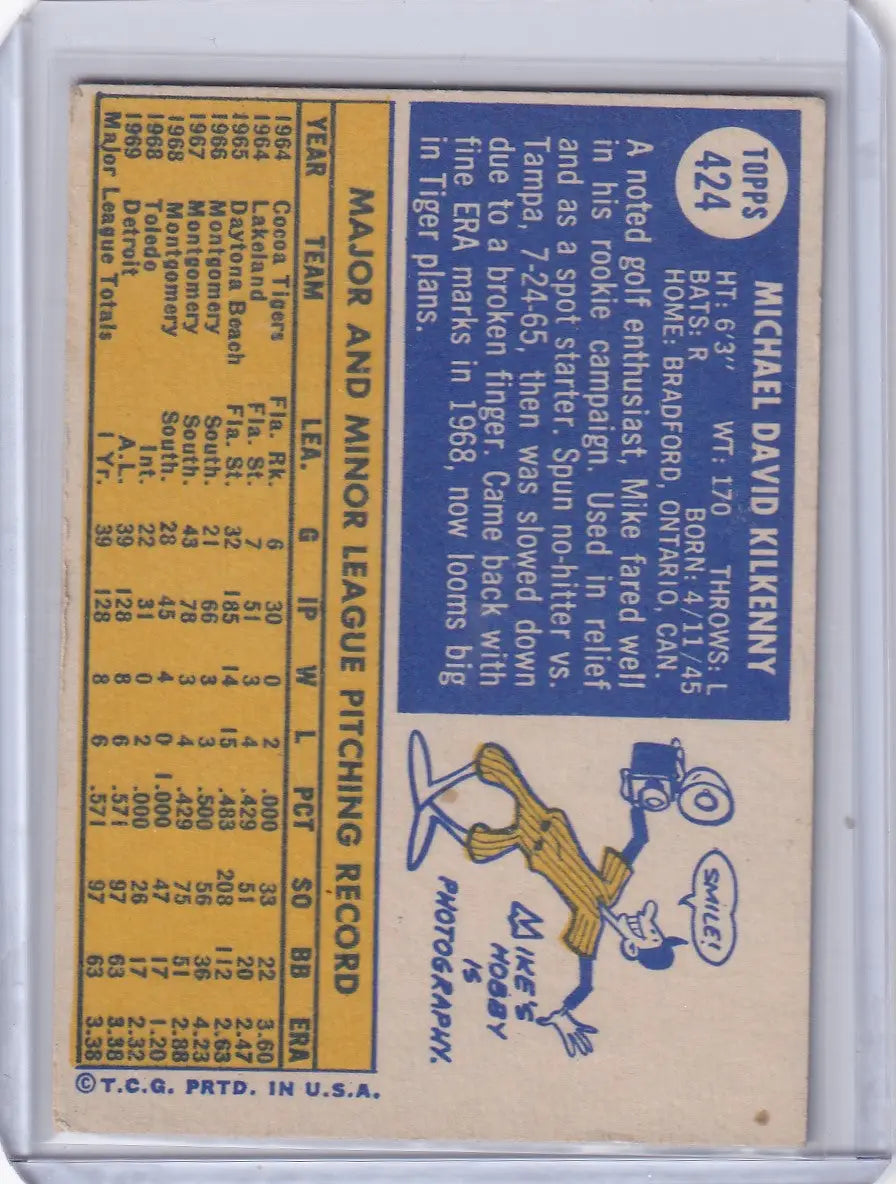 TOPPS
424
MICHAEL DAVID KILKENNY
HT: 6'3" WT: 170 THROWS: L
BATS: R BORN: 4/11/45
HOME: BRADFORD, ONTARIO, CAN.
A noted golf enthusiast, Mike fared well
in his rookie campaign. Used in relief
and as a spot starter. Spun no-hitter vs.
Tampa, 7-24-65, then was slowed down
due to a broken finger. Came back with
fine ERA marks in 1968, now looms big
in Tiger plans.
SMILE!
MIKE'S
HOBBY
IS
PHOTOGRAPHY.
MAJOR AND MINOR LEAGUE PITCHING RECORD
YEAR TEAM LEA. G IP W L PCT SO BB ERA
1964 Cocoa Tigers Fla. Rk. 6 30 0 2 .000 33 22 3.60
1964 Lakeland Fla. St. 7 51 3 4 .429 51 20 2.47
1965 Daytona Beach Fla. St. 32 185 14 15 .483 208 112 2.63
1966 Montgomery South. 21 66 3 3 .500 56 36 4.23
1967 Montgomery South. 43 78 3 4 .429 75 51 2.88
1968 Montgomery South. 28 45 4 0 1.000 47 17 1.20
1968 Toledo Int. 22 31 0 2 .000 26 17 2.32
1969 Detroit A.L. 39 128 8 6 .571 97 63 3.38
Major League Totals 1 Yr. 39 128 8 6 .571 97 63 3.38
©T.C.G. PRTD. IN U.S.A.